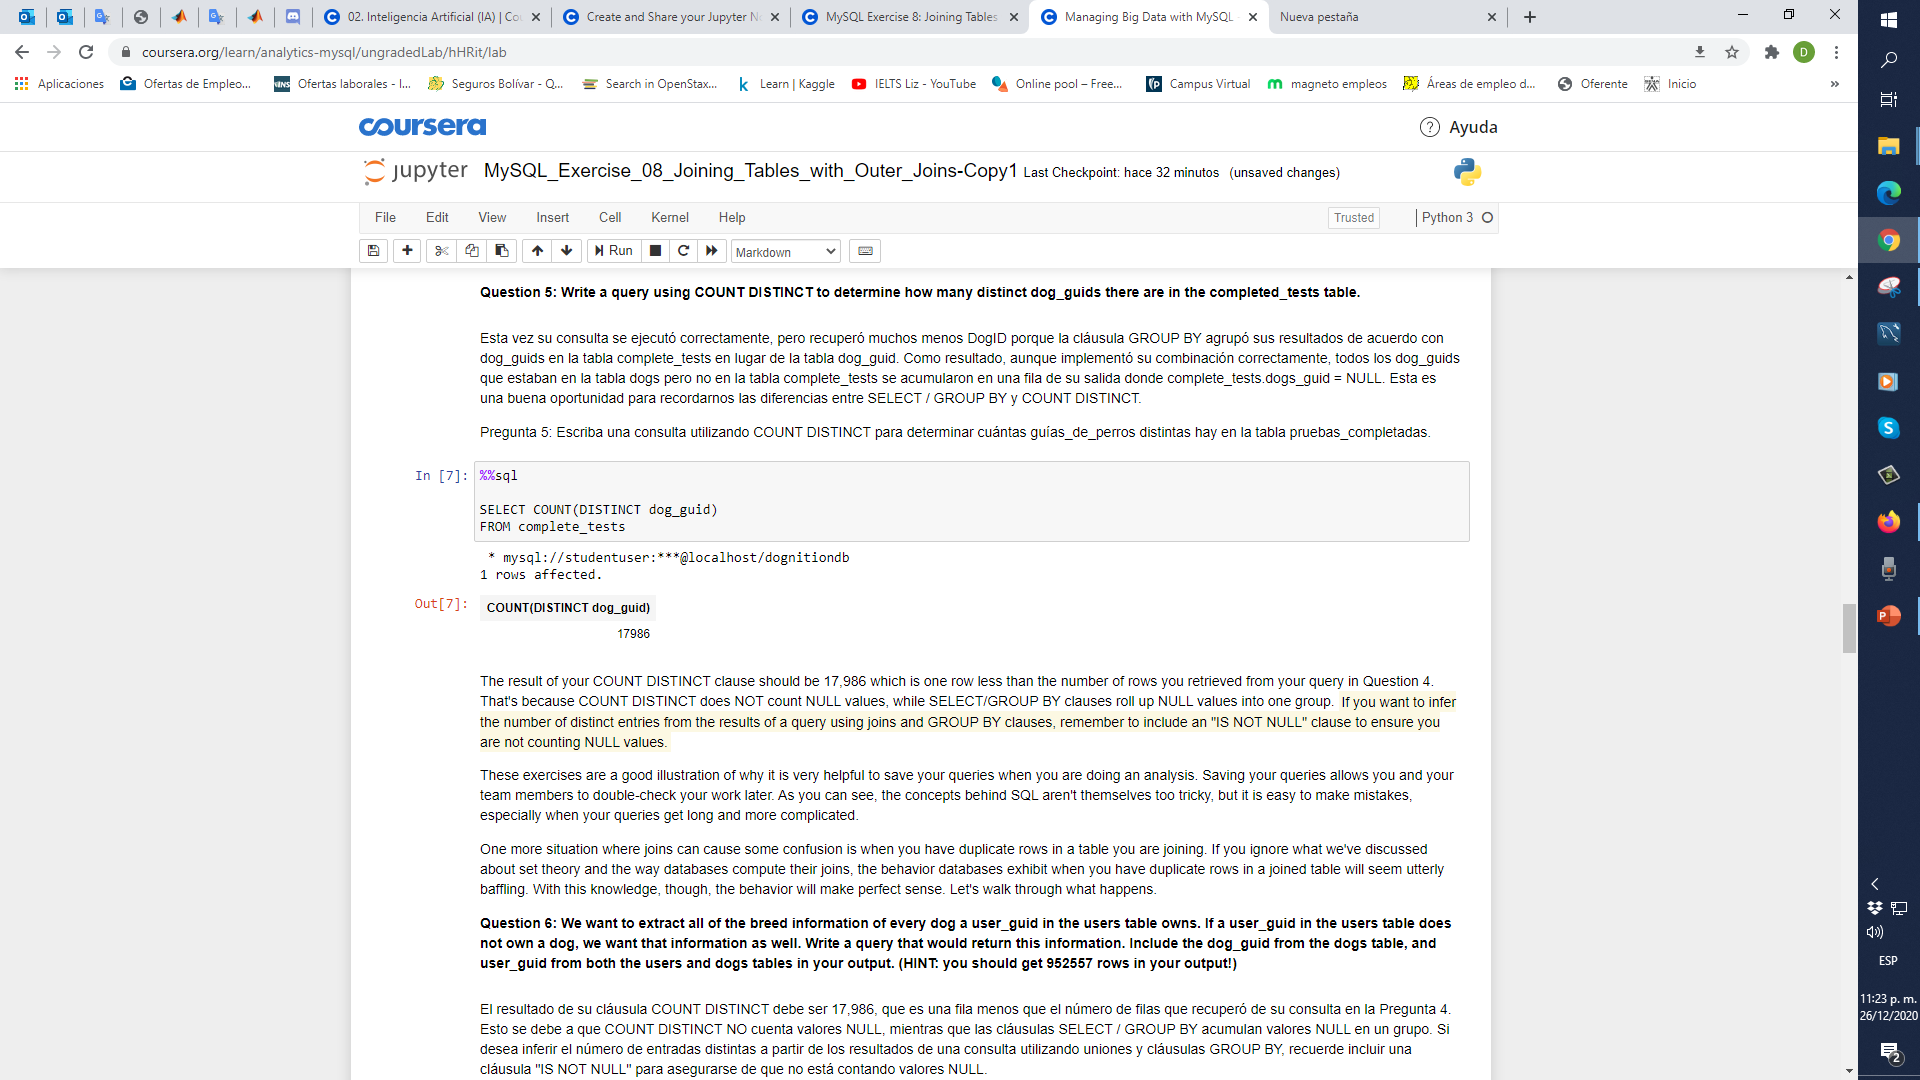 02. Inteligencia Artificial (IA) | Co
Create and Share your Jupyter No
MySQL Exercise 8: Joining Tables
Managing Big Data with MySQL -
Nueva pestaña
coursera.org/learn/analytics-mysql/ungradedLab/hHRit/lab
D
Aplicaciones
Ofertas de Empleo...
Ofertas laborales - I...
Seguros Bolívar - Q...
Search in OpenStax...
Learn | Kaggle
IELTS Liz - YouTube
Online pool – Free...
Campus Virtual
magneto empleos
Áreas de empleo d...
Oferente
Inicio
»
coursera
? Ayuda
jupyter MySQL_Exercise_08_Joining_Tables_with_Outer_Joins-Copy1 Last Checkpoint: hace 32 minutos (unsaved changes)
File Edit View Insert Cell Kernel Help
Trusted
Python 3
Run
Markdown
Question 5: Write a query using COUNT DISTINCT to determine how many distinct dog_guids there are in the completed_tests table.
Esta vez su consulta se ejecutó correctamente, pero recuperó muchos menos DogID porque la cláusula GROUP BY agrupó sus resultados de acuerdo con
dog_guids en la tabla complete_tests en lugar de la tabla dog_guid. Como resultado, aunque implementó su combinación correctamente, todos los dog_guids
que estaban en la tabla dogs pero no en la tabla complete_tests se acumularon en una fila de su salida donde complete_tests.dogs_guid = NULL. Esta es
una buena oportunidad para recordarnos las diferencias entre SELECT / GROUP BY y COUNT DISTINCT.
Pregunta 5: Escriba una consulta utilizando COUNT DISTINCT para determinar cuántas guías_de_perros distintas hay en la tabla pruebas_completadas.
In [7]: %%sql
SELECT COUNT(DISTINCT dog_guid)
FROM complete_tests
* mysql://studentuser:***@localhost/dognitiondb
1 rows affected.
Out[7]: COUNT(DISTINCT dog_guid)
17986
The result of your COUNT DISTINCT clause should be 17,986 which is one row less than the number of rows you retrieved from your query in Question 4.
That's because COUNT DISTINCT does NOT count NULL values, while SELECT/GROUP BY clauses roll up NULL values into one group. If you want to infer
the number of distinct entries from the results of a query using joins and GROUP BY clauses, remember to include an "IS NOT NULL" clause to ensure you
are not counting NULL values.
These exercises are a good illustration of why it is very helpful to save your queries when you are doing an analysis. Saving your queries allows you and your
team members to double-check your work later. As you can see, the concepts behind SQL aren't themselves too tricky, but it is easy to make mistakes,
especially when your queries get long and more complicated.
One more situation where joins can cause some confusion is when you have duplicate rows in a table you are joining. If you ignore what we've discussed
about set theory and the way databases compute their joins, the behavior databases exhibit when you have duplicate rows in a joined table will seem utterly
baffling. With this knowledge, though, the behavior will make perfect sense. Let's walk through what happens.
Question 6: We want to extract all of the breed information of every dog a user_guid in the users table owns. If a user_guid in the users table does
not own a dog, we want that information as well. Write a query that would return this information. Include the dog_guid from the dogs table, and
user_guid from both the users and dogs tables in your output. (HINT: you should get 952557 rows in your output!)
El resultado de su cláusula COUNT DISTINCT debe ser 17,986, que es una fila menos que el número de filas que recuperó de su consulta en la Pregunta 4.
Esto se debe a que COUNT DISTINCT NO cuenta valores NULL, mientras que las cláusulas SELECT / GROUP BY acumulan valores NULL en un grupo. Si
desea inferir el número de entradas distintas a partir de los resultados de una consulta utilizando uniones y cláusulas GROUP BY, recuerde incluir una
cláusula "IS NOT NULL" para asegurarse de que no está contando valores NULL.
ESP
11:23 p. m.
26/12/2020
2